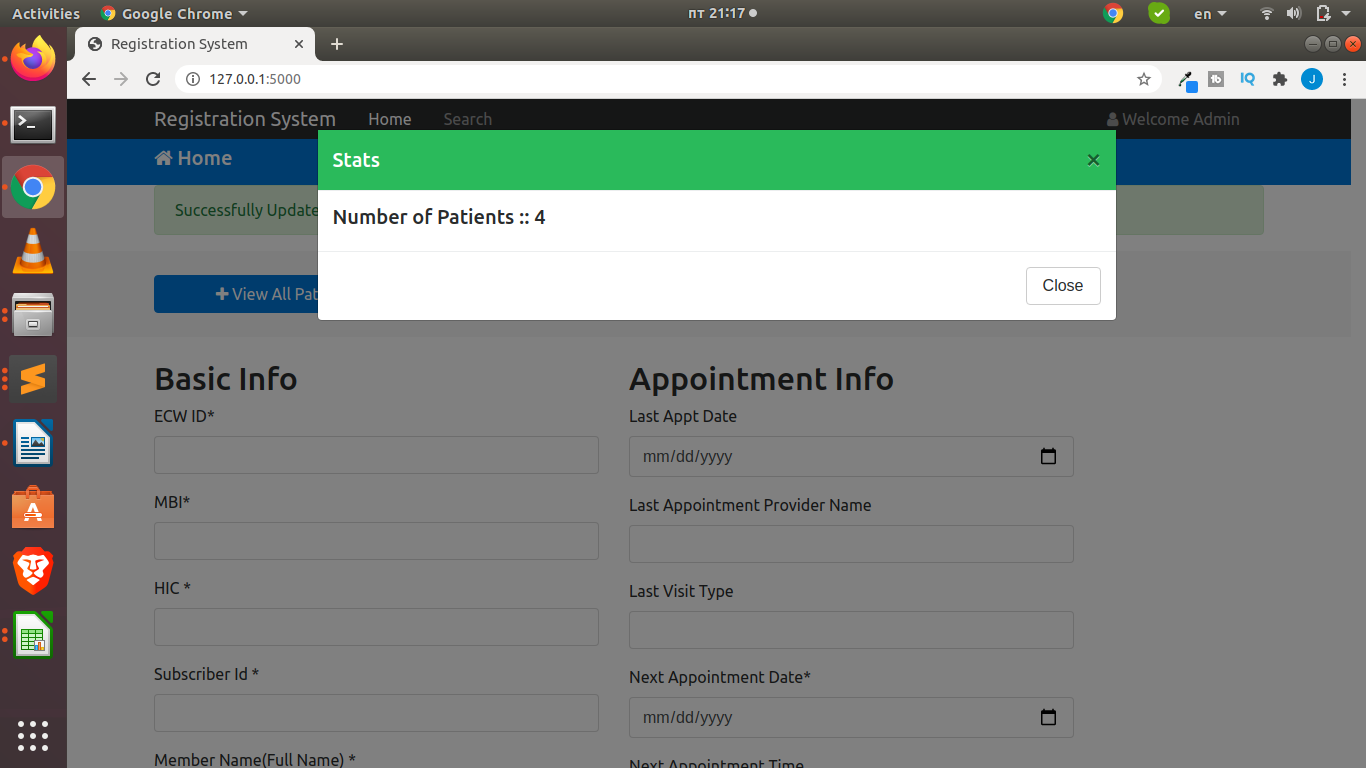 Activities Google Chrome пт 21:17 en
Registration System
127.0.0.1:5000 J
Registration System Home Search Welcome Admin
Home
Stats ×
Successfully Update
Number of Patients :: 4
View All Pat
Close
Basic Info
ECW ID*
MBI*
HIC *
Subscriber Id *
Member Name(Full Name) *
Appointment Info
Last Appt Date
mm/dd/yyyy
Last Appointment Provider Name
Last Visit Type
Next Appointment Date*
mm/dd/yyyy
Next Appointment Time